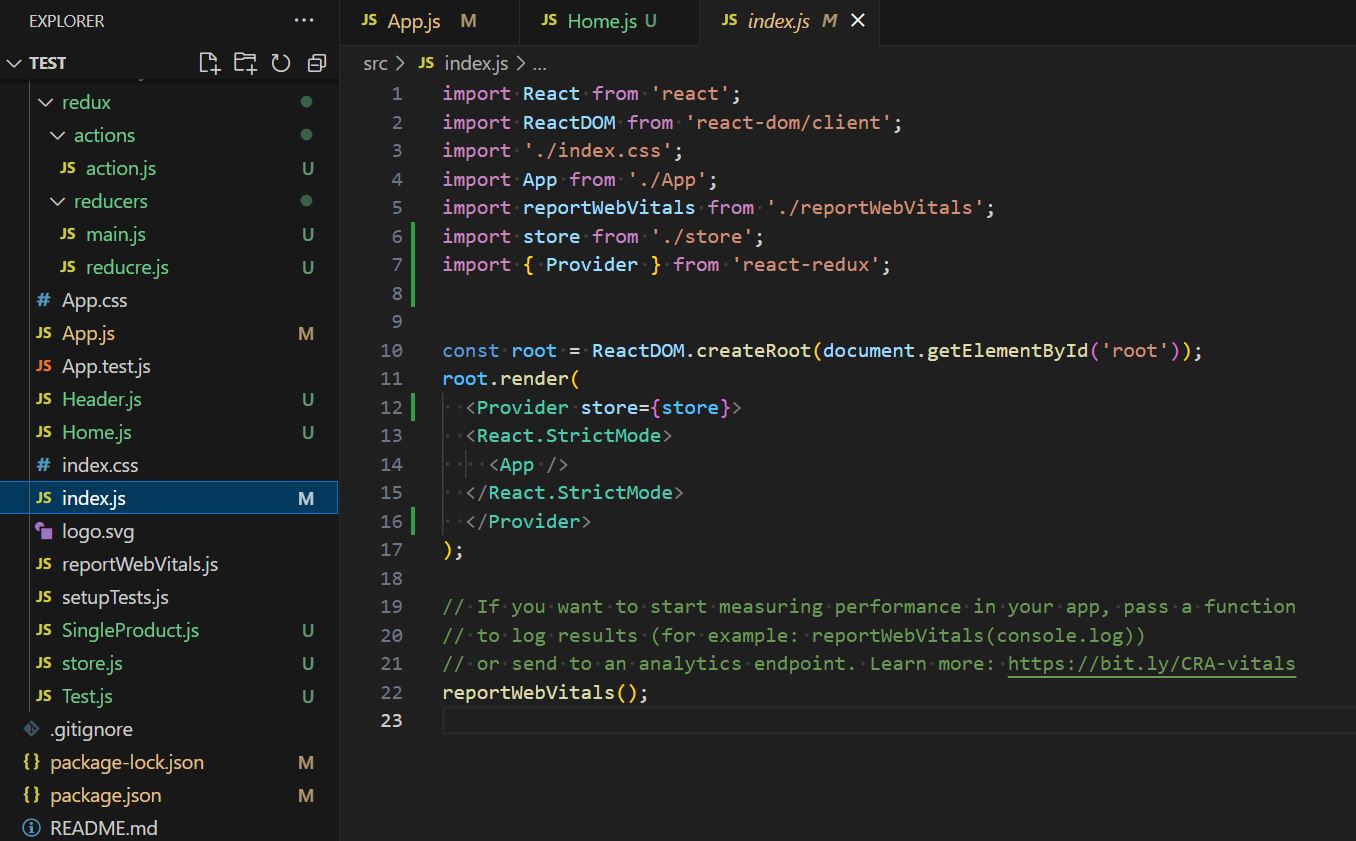 EXPLORER ...
TEST
redux
actions
JS action.js U
reducers
JS main.js U
JS reducre.js U
# App.css
JS App.js M
JS App.test.js
JS Header.js U
JS Home.js U
# index.css
JS index.js M
logo.svg
JS reportWebVitals.js
JS setupTests.js
JS SingleProduct.js U
JS store.js U
JS Test.js U
.gitignore
{} package-lock.json M
{} package.json M
README.md
JS App.js M JS Home.js U JS index.js M
src > JS index.js > ...
1 import React from 'react';
2 import ReactDOM from 'react-dom/client';
3 import './index.css';
4 import App from './App';
5 import reportWebVitals from './reportWebVitals';
6 import store from './store';
7 import { Provider } from 'react-redux';
8
9
10 const root = ReactDOM.createRoot(document.getElementById('root'));
11 root.render(
12 <Provider store={store}>
13 <React.StrictMode>
14 <App />
15 </React.StrictMode>
16 </Provider>
17 );
18
19 // If you want to start measuring performance in your app, pass a function
20 // to log results (for example: reportWebVitals(console.log))
21 // or send to an analytics endpoint. Learn more: https://bit.ly/CRA-vitals
22 reportWebVitals();
23